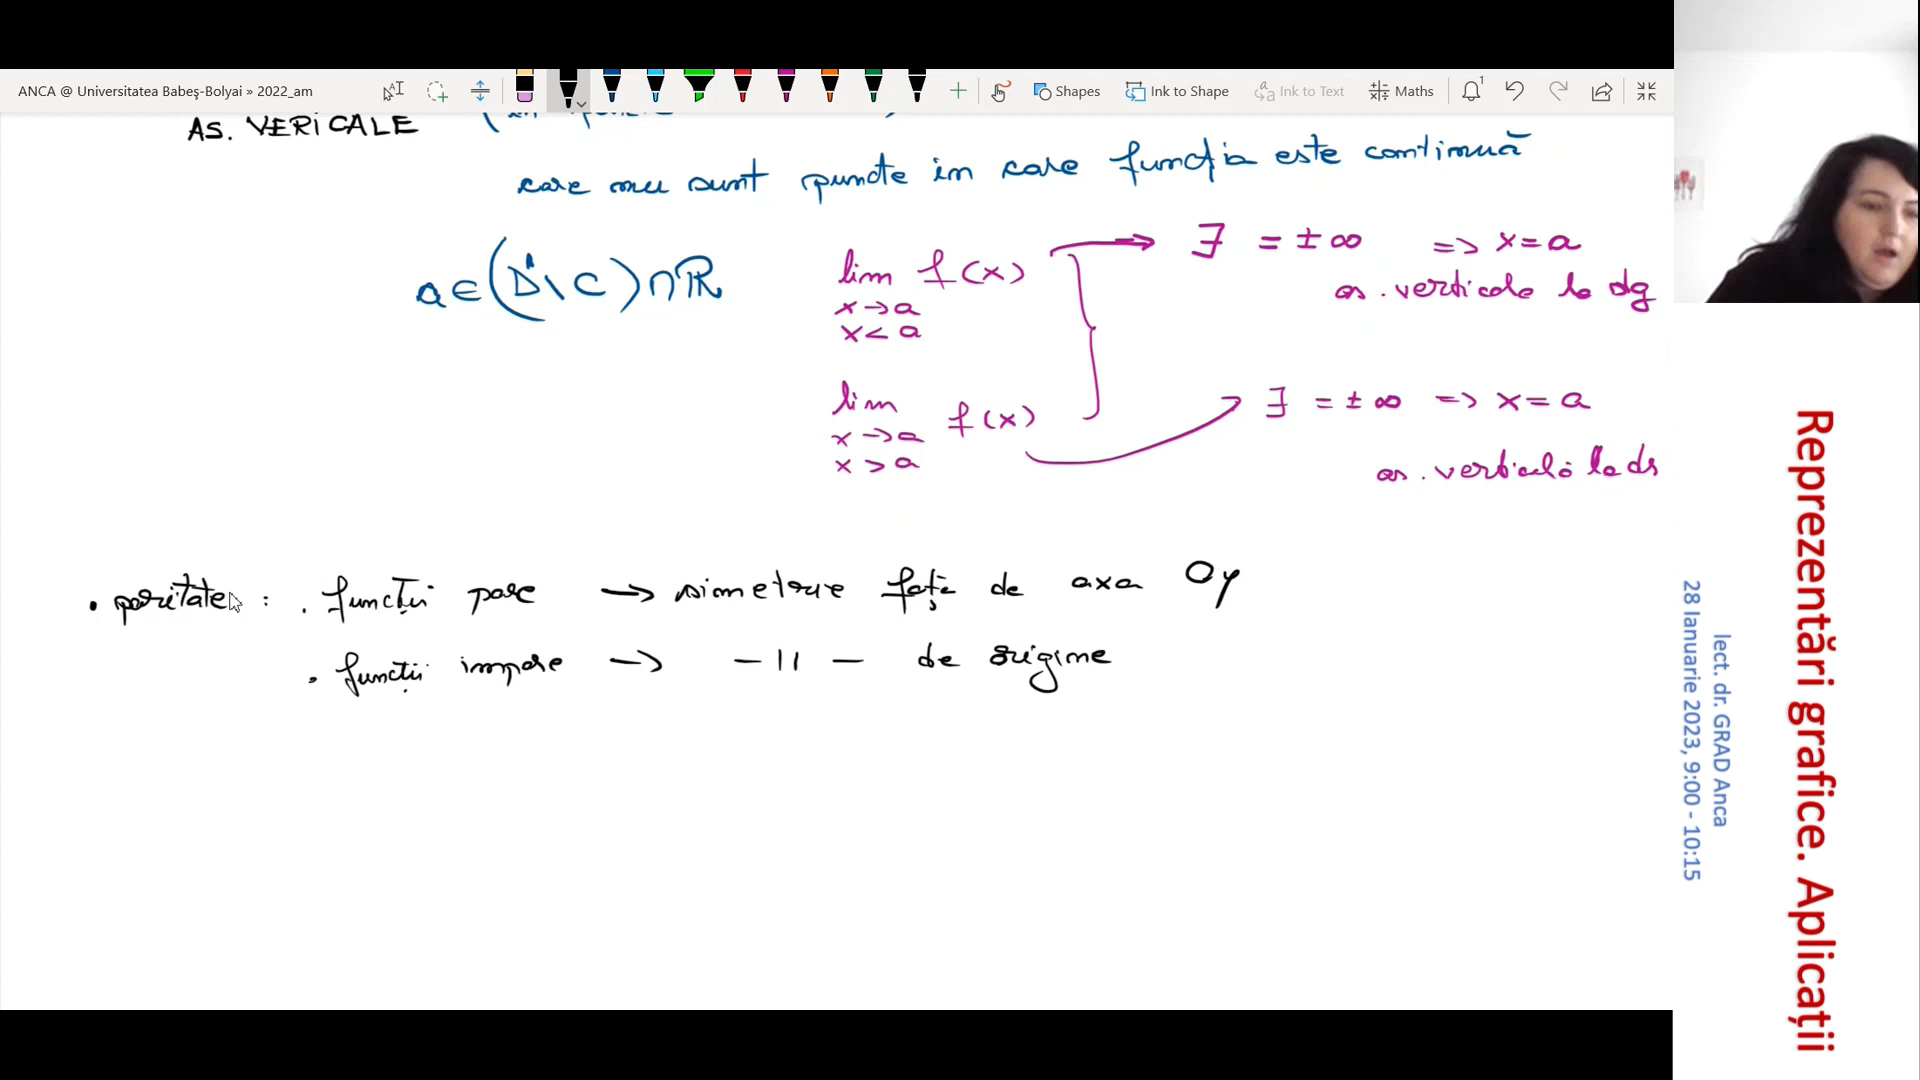 ANCA @ Universitatea Babeş-Bolyai » 2022_am
Shapes
Ink to Shape
Ink to Text
Maths
1
AS. VERICALE
care nu sunt puncte în care funcția este continuă
a∈(D'\C)∩ℝ
lim f(x)
x→a
x<a
∃ = ±∞ => x=a
as. verticala la dg
lim f(x)
x→a
x>a
∃ = ±∞ => x=a
as. verticală la ds
• paritate : . funcții pare → simetrie față de axa Oy
. funcții impare → —||— de origine
Reprezentări grafice. Aplicații
lect. dr. GRAD Anca
28 Ianuarie 2023, 9:00 - 10:15